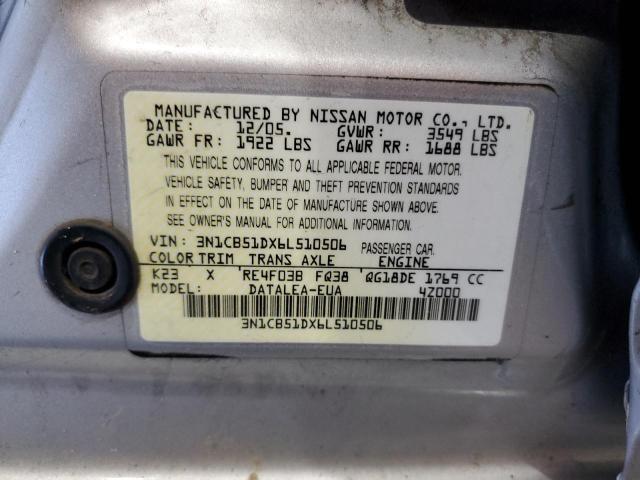 MANUFACTURED BY NISSAN MOTOR CO., LTD.
DATE: 12/05. GVWR: 3549 LBS
GAWR FR: 1922 LBS GAWR RR: 1688 LBS
THIS VEHICLE CONFORMS TO ALL APPLICABLE FEDERAL MOTOR
VEHICLE SAFETY, BUMPER AND THEFT PREVENTION STANDARDS
IN EFFECT ON THE DATE OF MANUFACTURE SHOWN ABOVE.
SEE OWNER'S MANUAL FOR ADDITIONAL INFORMATION.
VIN: 3N1CB51DX6L510506 PASSENGER CAR.
COLOR TRIM TRANS AXLE ENGINE
K23 X RE4F03B FQ38 QG18DE 1769 CC
MODEL: DATALEA-EUA 42000
3N1CB51DX6L510506